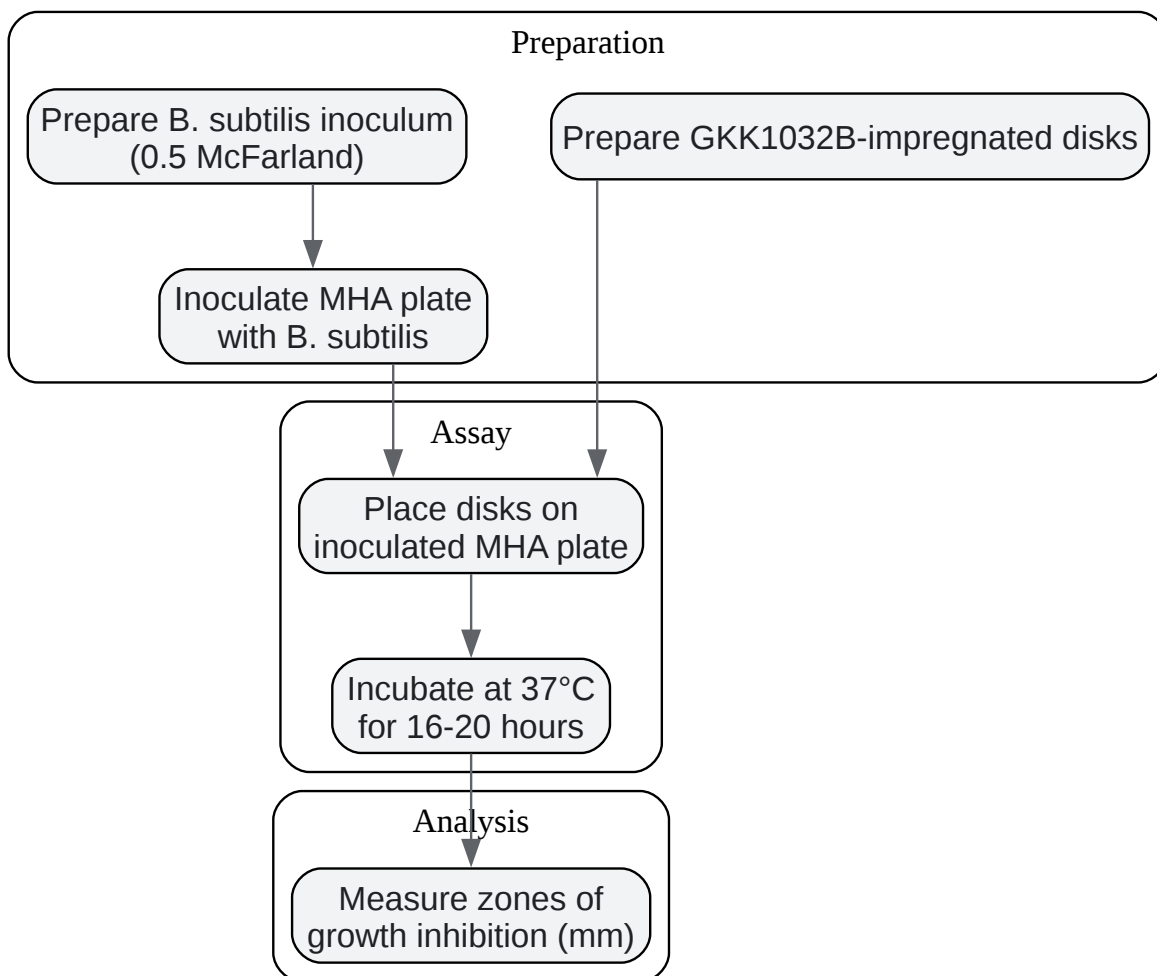 Preparation
Prepare B. subtilis inoculum
(0.5 McFarland)
Prepare GKK1032B-impregnated disks
Inoculate MHA plate
with B. subtilis
Assay
Place disks on
inoculated MHA plate
Incubate at 37°C
for 16-20 hours
Analysis
Measure zones of
growth inhibition (mm)